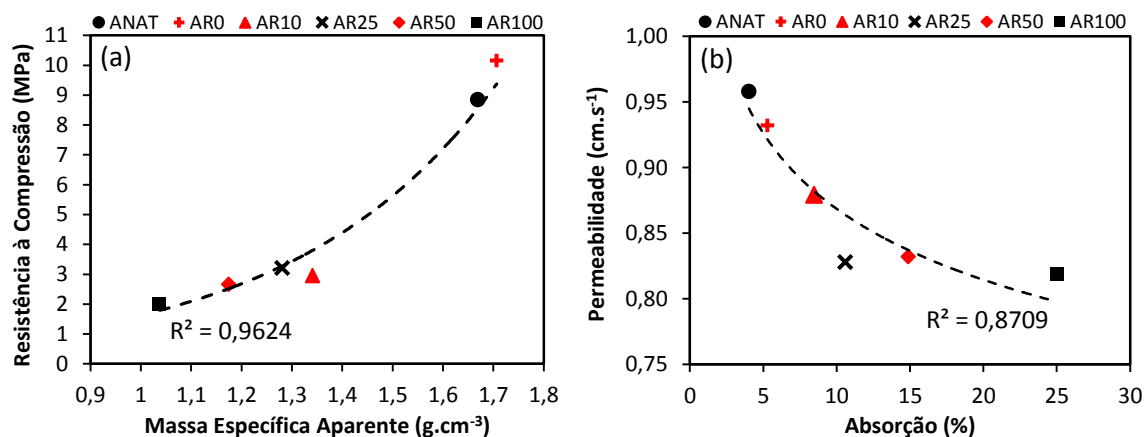 ANAT AR0 AR10 AR25 AR50 AR100
(a)
Resistência à Compressão (MPa)
11
10
9
8
7
6
5
4
3
2
1
0
R² = 0,9624
0,9 1 1,1 1,2 1,3 1,4 1,5 1,6 1,7 1,8
Massa Específica Aparente (g.cm⁻³)
ANAT AR0 AR10 AR25 AR50 AR100
(b)
Permeabilidade (cm.s⁻¹)
1,00
0,95
0,90
0,85
0,80
0,75
R² = 0,8709
0 5 10 15 20 25 30
Absorção (%)